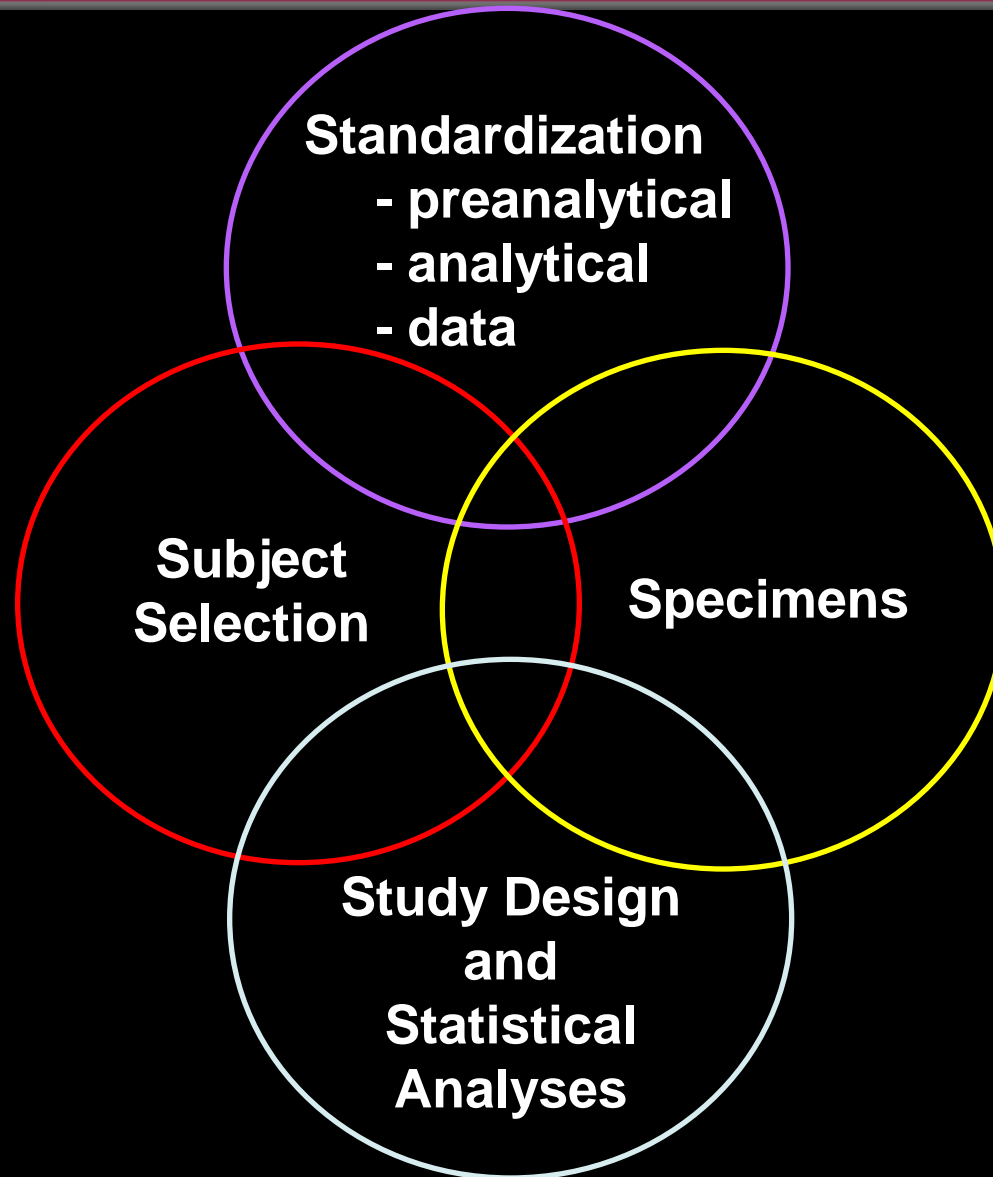 Standardization
- preanalytical
- analytical
- data
Subject
Selection
Specimens
Study Design
and
Statistical
Analyses